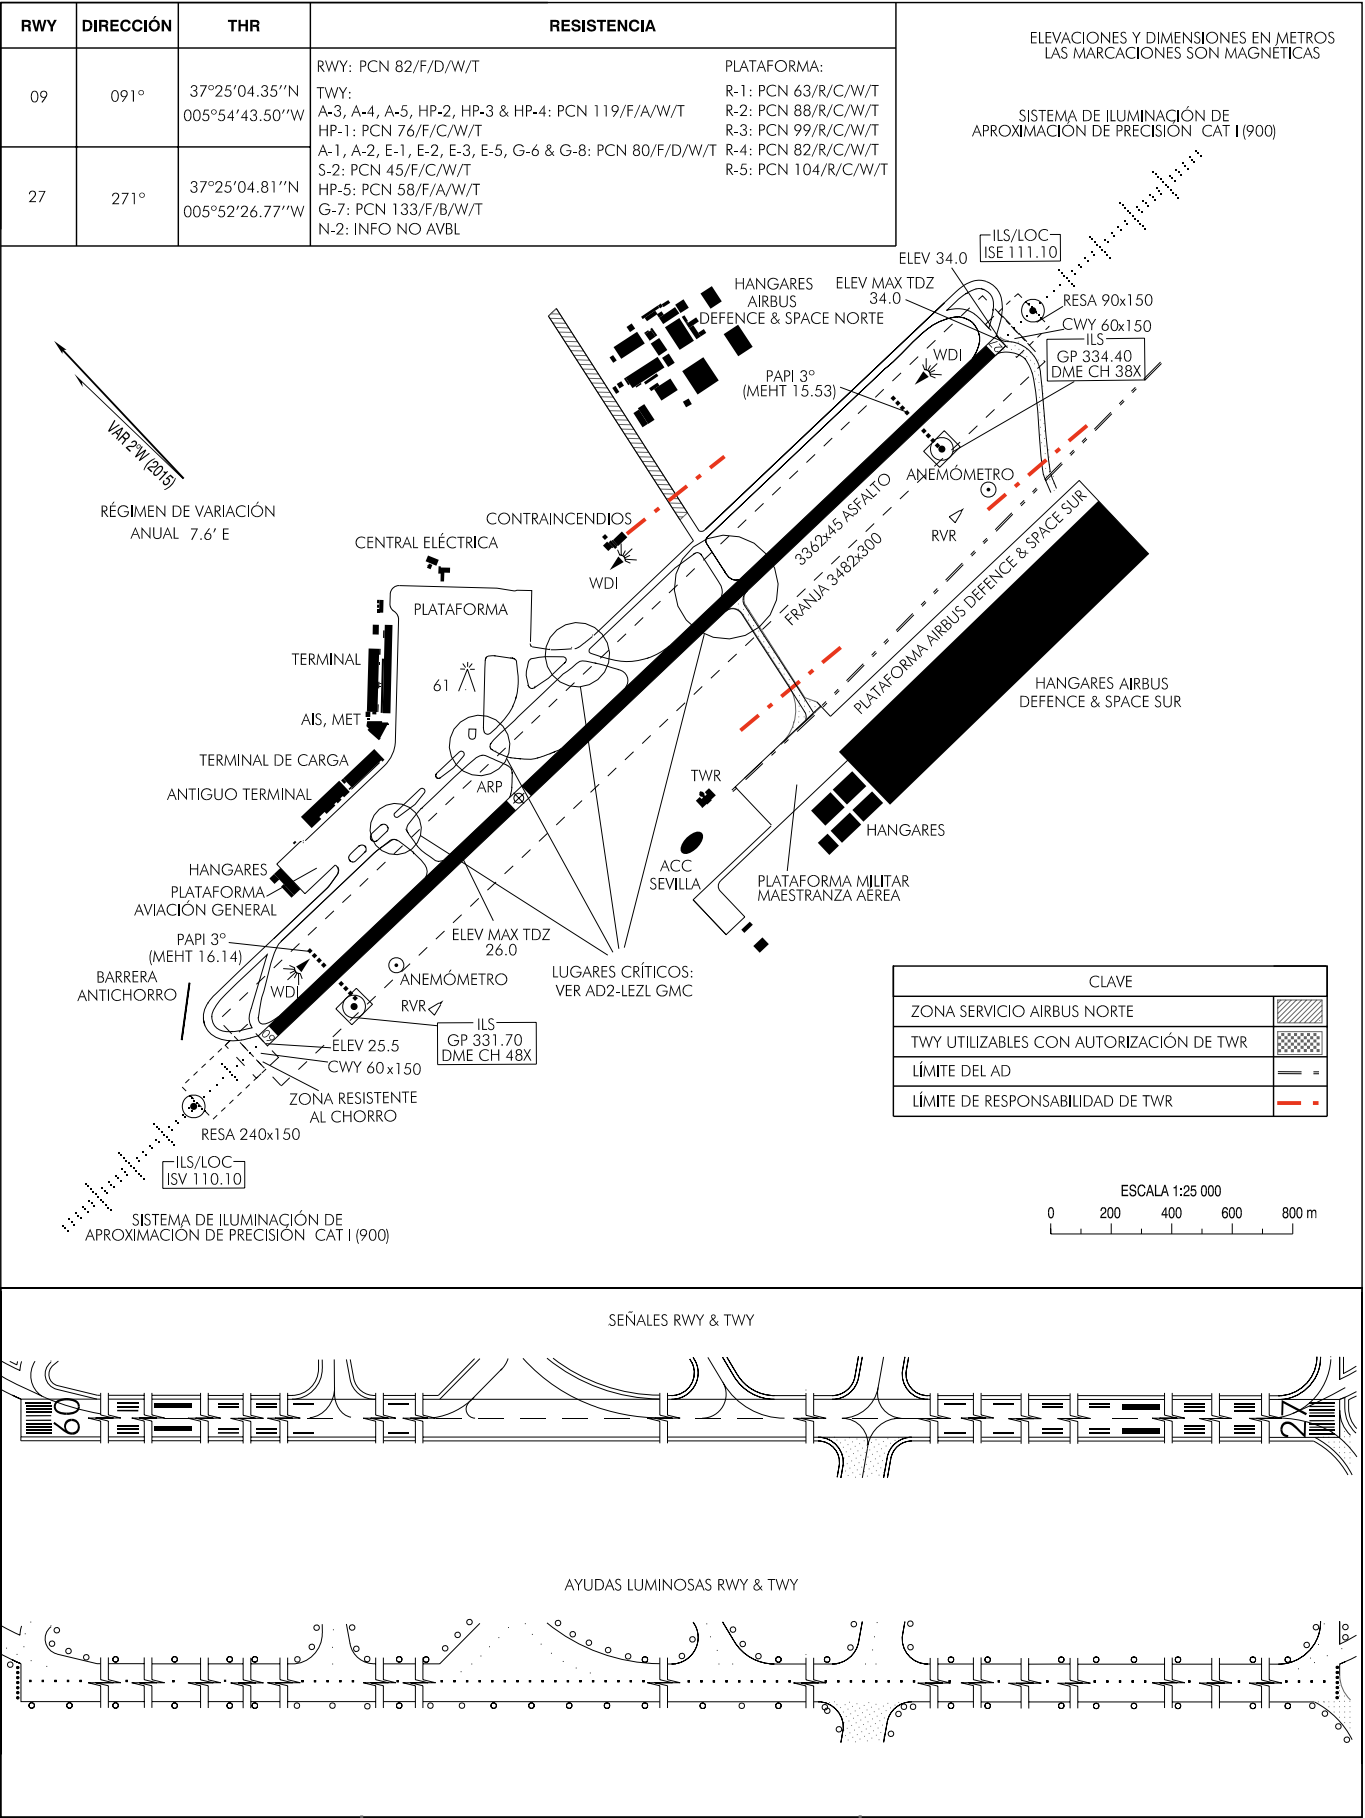 RWY DIRECCIÓN THR RESISTENCIA
09 091° 37°25'04.35''N 005°54'43.50''W
27 271° 37°25'04.81''N 005°52'26.77''W
RWY: PCN 82/F/D/W/T
TWY:
A-3, A-4, A-5, HP-2, HP-3 & HP-4: PCN 119/F/A/W/T
HP-1: PCN 76/F/C/W/T
A-1, A-2, E-1, E-2, E-3, E-5, G-6 & G-8: PCN 80/F/D/W/T
S-2: PCN 45/F/C/W/T
HP-5: PCN 58/F/A/W/T
G-7: PCN 133/F/B/W/T
N-2: INFO NO AVBL
PLATAFORMA:
R-1: PCN 63/R/C/W/T
R-2: PCN 88/R/C/W/T
R-3: PCN 99/R/C/W/T
R-4: PCN 82/R/C/W/T
R-5: PCN 104/R/C/W/T
ELEVACIONES Y DIMENSIONES EN METROS
LAS MARCACIONES SON MAGNÉTICAS
SISTEMA DE ILUMINACIÓN DE
APROXIMACIÓN DE PRECISIÓN CAT I (900)
ILS/LOC
ISE 111.10
ELEV 34.0
ELEV MAX TDZ
34.0
RESA 90x150
CWY 60x150
ILS
GP 334.40
DME CH 38X
HANGARES
AIRBUS
DEFENCE & SPACE NORTE
WDI
27
PAPI 3°
(MEHT 15.53)
VAR 2°W (2015)
RÉGIMEN DE VARIACIÓN
ANUAL 7.6' E
ANEMÓMETRO
RVR
3362x45 ASFALTO
FRANJA 3482x300
CONTRAINCENDIOS
WDI
CENTRAL ELÉCTRICA
PLATAFORMA
TERMINAL
61
AIS, MET
TERMINAL DE CARGA
ANTIGUO TERMINAL
ARP
PLATAFORMA AIRBUS DEFENCE & SPACE SUR
HANGARES AIRBUS
DEFENCE & SPACE SUR
TWR
HANGARES
ACC
SEVILLA
PLATAFORMA MILITAR
MAESTRANZA AÉREA
HANGARES
PLATAFORMA
AVIACIÓN GENERAL
PAPI 3°
(MEHT 16.14)
BARRERA
ANTICHORRO
WDI
ELEV MAX TDZ
26.0
ANEMÓMETRO
RVR
LUGARES CRÍTICOS:
VER AD2-LEZL GMC
ILS
GP 331.70
DME CH 48X
09
ELEV 25.5
CWY 60x150
ZONA RESISTENTE
AL CHORRO
RESA 240x150
ILS/LOC
ISV 110.10
SISTEMA DE ILUMINACIÓN DE
APROXIMACIÓN DE PRECISIÓN CAT I (900)
CLAVE
ZONA SERVICIO AIRBUS NORTE
TWY UTILIZABLES CON AUTORIZACIÓN DE TWR
LÍMITE DEL AD
LÍMITE DE RESPONSABILIDAD DE TWR
ESCALA 1:25 000
0 200 400 600 800 m
SEÑALES RWY & TWY
09
27
AYUDAS LUMINOSAS RWY & TWY